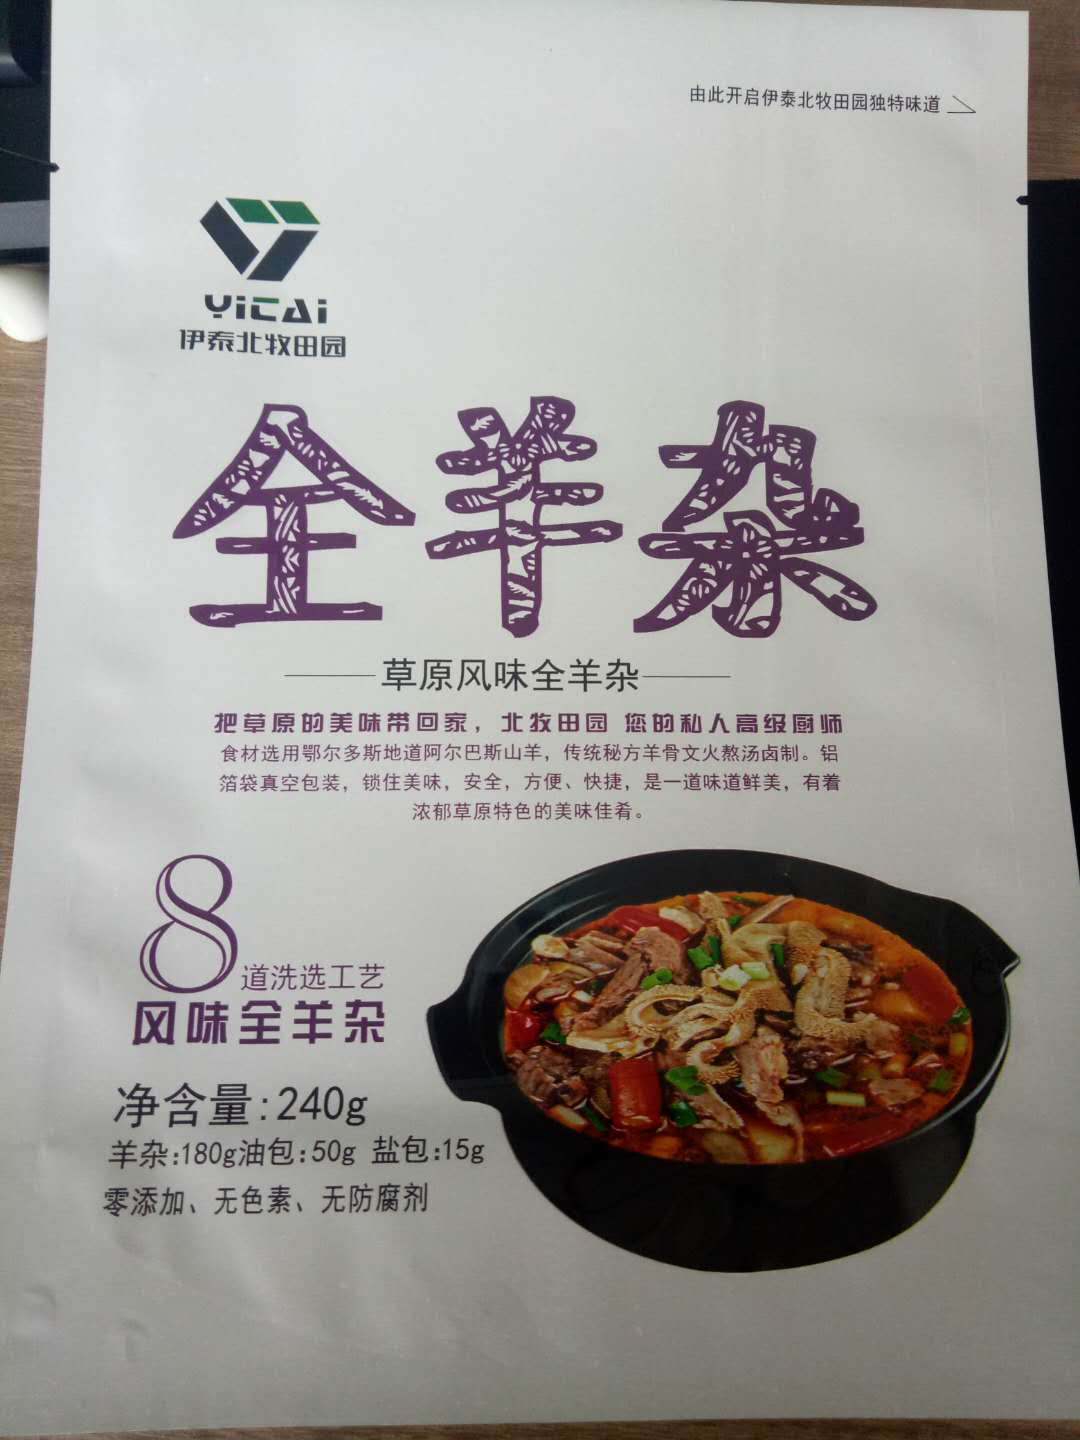 由此开启伊泰北牧田园独特味道
YiTAi
伊泰北牧田园
全羊杂
草原风味全羊杂
把草原的美味带回家，北牧田园 您的私人高级厨师
食材选用鄂尔多斯地道阿尔巴斯山羊，传统秘方羊骨文火熬汤卤制。铝
箔袋真空包装，锁住美味，安全，方便、快捷，是一道味道鲜美，有着
浓郁草原特色的美味佳肴。
8
道洗选工艺
风味全羊杂
净含量:240g
羊杂:180g油包:50g 盐包:15g
零添加、无色素、无防腐剂